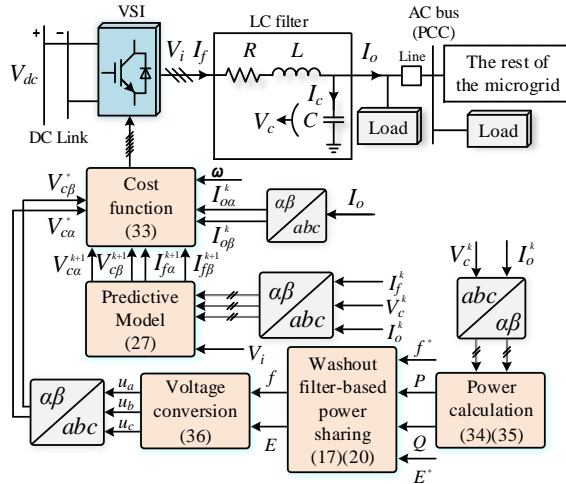 VSI
LC filter
AC bus
(PCC)
+ −
V_dc
DC Link
V_i
I_f
R
L
I_o
Line
The rest of
the microgrid
I_c
V_c
C
Load
Load
V_cβ^*
V_cα^*
Cost
function
(33)
ω
I_oα^k
I_oβ^k
αβ
abc
I_o
V_cα^{k+1}
V_cβ^{k+1}
I_fα^{k+1}
I_fβ^{k+1}
V_c^k
I_o^k
Predictive
Model
(27)
αβ
abc
I_f^k
V_c^k
I_o^k
abc
αβ
V_i
αβ
abc
u_a
u_b
u_c
Voltage
conversion
(36)
f
E
Washout
filter-based
power
sharing
(17)(20)
f^*
P
Q
E^*
Power
calculation
(34)(35)